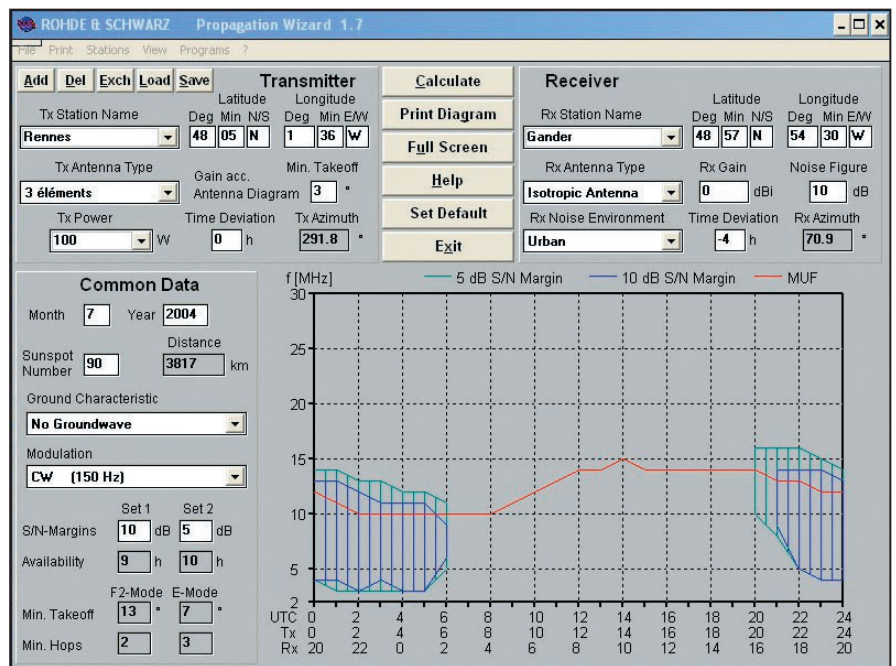 ROHDE & SCHWARZ Propagation Wizard 1.7
File Print Stations View Programs ?
Add Del Exch Load Save
Transmitter
Latitude Longitude
Tx Station Name Deg Min N/S Deg Min E/W
Rennes 48 05 N 1 36 W
Tx Antenna Type Gain acc. Antenna Diagram Min. Takeoff
3 éléments 3 °
Tx Power Time Deviation Tx Azimuth
100 W 0 h 291.8 °
Calculate
Print Diagram
Full Screen
Help
Set Default
Exit
Receiver
Latitude Longitude
Rx Station Name Deg Min N/S Deg Min E/W
Gander 48 57 N 54 30 W
Rx Antenna Type Rx Gain Noise Figure
Isotropic Antenna 0 dBi 10 dB
Rx Noise Environment Time Deviation Rx Azimuth
Urban -4 h 70.9 °
Common Data
Month 7 Year 2004
Distance
Sunspot Number 90 3817 km
Ground Characteristic
No Groundwave
Modulation
CW (150 Hz)
Set 1 Set 2
S/N-Margins 10 dB 5 dB
Availability 9 h 10 h
F2-Mode E-Mode
Min. Takeoff 13 ° 7 °
Min. Hops 2 3
f [MHz] 5 dB S/N Margin 10 dB S/N Margin MUF
30
25
20
15
10
5
2
UTC 0 2 4 6 8 10 12 14 16 18 20 22 24
Tx 0 2 4 6 8 10 12 14 16 18 20 22 24
Rx 20 22 0 2 4 6 8 10 12 14 16 18 20